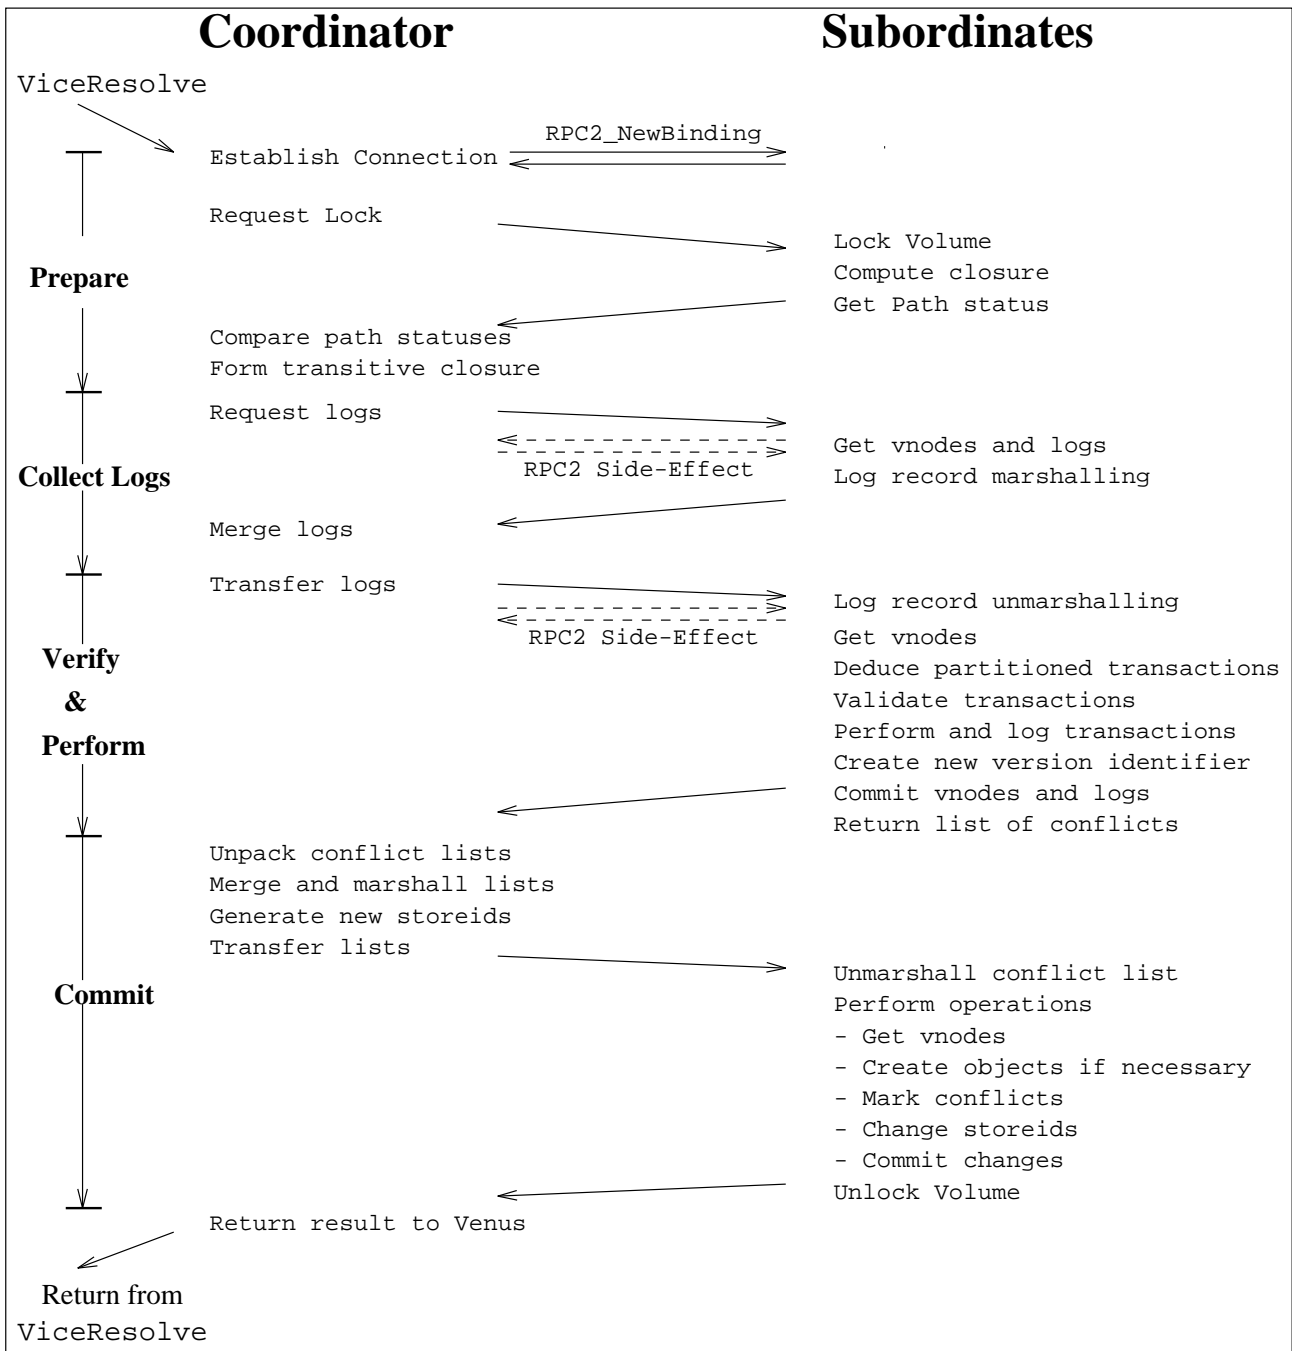 Coordinator Subordinates
ViceResolve
RPC2_NewBinding
Establish Connection
Request Lock
Lock Volume
Prepare
Compute closure
Get Path status
Compare path statuses
Form transitive closure
Request logs
Get vnodes and logs
RPC2 Side-Effect
Collect Logs
Log record marshalling
Merge logs
Transfer logs
Log record unmarshalling
RPC2 Side-Effect
Get vnodes
Verify
&
Perform
Deduce partitioned transactions
Validate transactions
Perform and log transactions
Create new version identifier
Commit vnodes and logs
Return list of conflicts
Unpack conflict lists
Merge and marshall lists
Generate new storeids
Transfer lists
Commit
Unmarshall conflict list
Perform operations
- Get vnodes
- Create objects if necessary
- Mark conflicts
- Change storeids
- Commit changes
Unlock Volume
Return result to Venus
Return from
ViceResolve